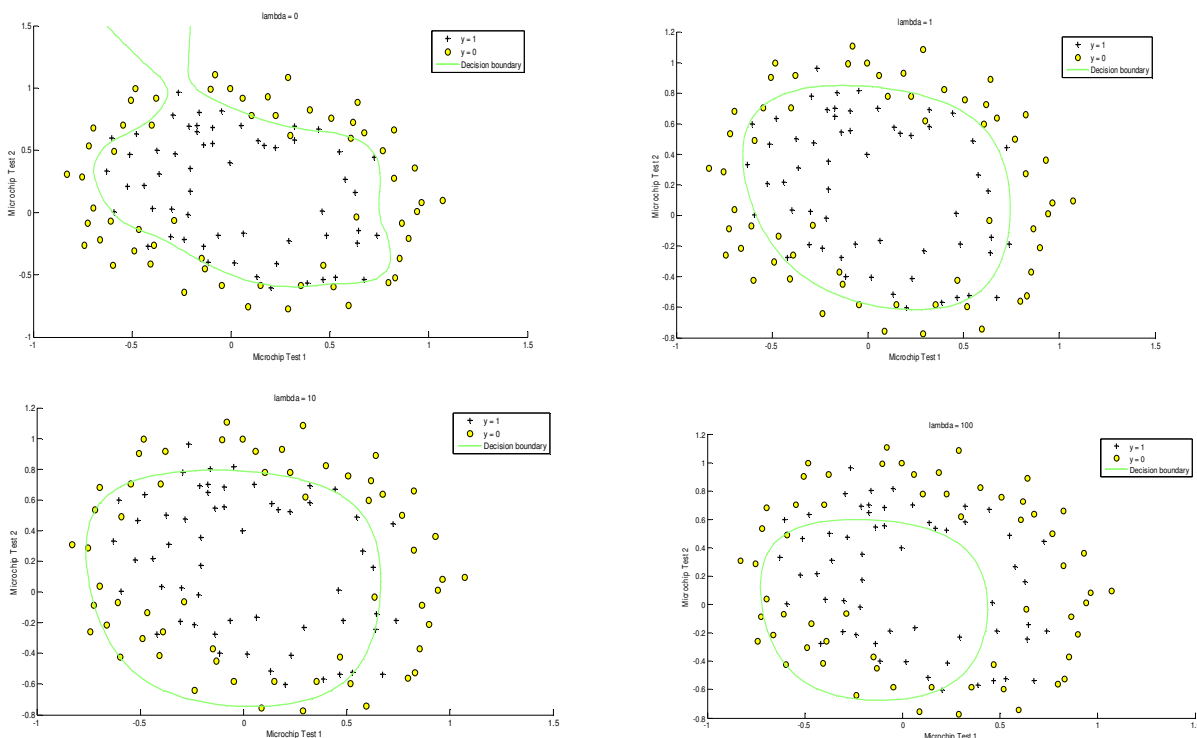 lambda = 0
1.5
1
0.5
0
-0.5
-1
-1
-0.5
0
0.5
1
1.5
Microchip Test 2
Microchip Test 1
y = 1
y = 0
Decision boundary
lambda = 1
1.2
1
0.8
0.6
0.4
0.2
0
-0.2
-0.4
-0.6
-0.8
-1
-0.5
0
0.5
1
1.5
Microchip Test 2
Microchip Test 1
y = 1
y = 0
Decision boundary
lambda = 10
1.2
1
0.8
0.6
0.4
0.2
0
-0.2
-0.4
-0.6
-0.8
-1
-0.5
0
0.5
1
1.5
Microchip Test 2
Microchip Test 1
y = 1
y = 0
Decision boundary
lambda = 100
1.2
1
0.8
0.6
0.4
0.2
0
-0.2
-0.4
-0.6
-0.8
-1
-0.5
0
0.5
1
Microchip Test 2
Microchip Test 1
y = 1
y = 0
Decision boundary